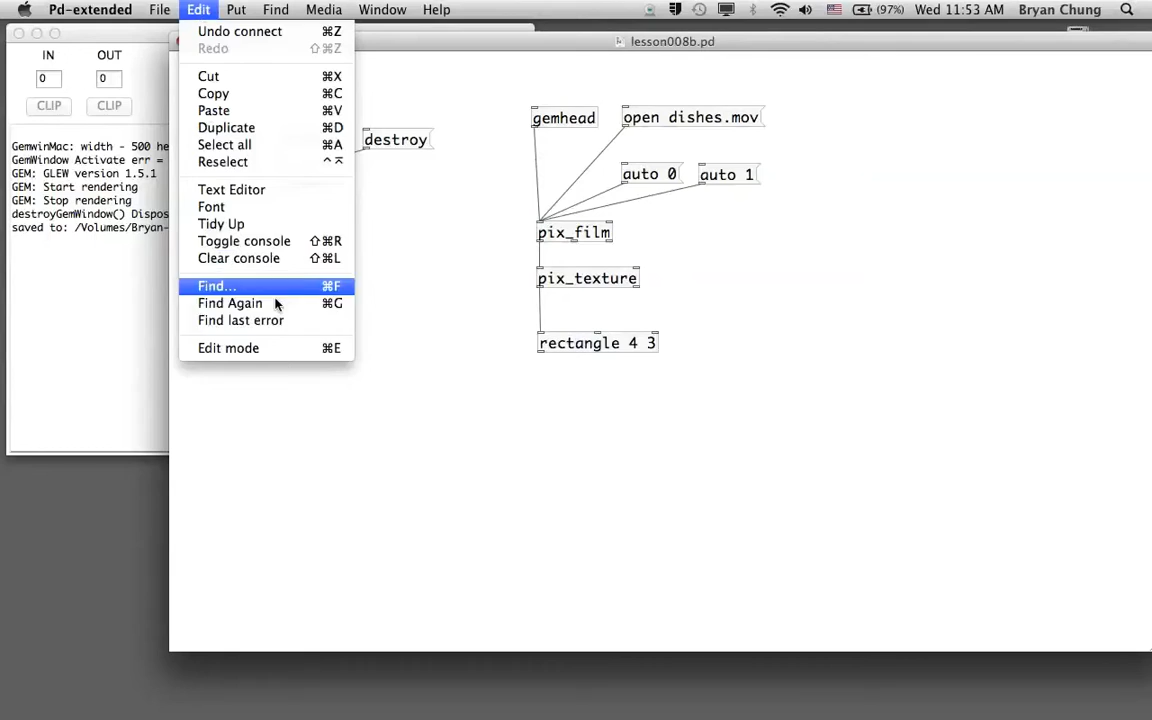 Pd-extended File Edit Put Find Media Window Help (97%) Wed 11:53 AM Bryan Chung
lesson008b.pd
IN OUT
0 0
CLIP CLIP
GemwinMac: width - 500 he
GemWindow Activate err =
GEM: GLEW version 1.5.1
GEM: Start rendering
GEM: Stop rendering
destroyGemWindow() Dispos
saved to: /Volumes/Bryan-
Undo connect ⌘Z
Redo ⇧⌘Z
Cut ⌘X
Copy ⌘C
Paste ⌘V
Duplicate ⌘D
Select all ⌘A
Reselect
Text Editor
Font
Tidy Up
Toggle console ⇧⌘R
Clear console ⇧⌘L
Find... ⌘F
Find Again ⌘G
Find last error
Edit mode ⌘E
destroy
gemhead
open dishes.mov
auto 0
auto 1
pix_film
pix_texture
rectangle 4 3